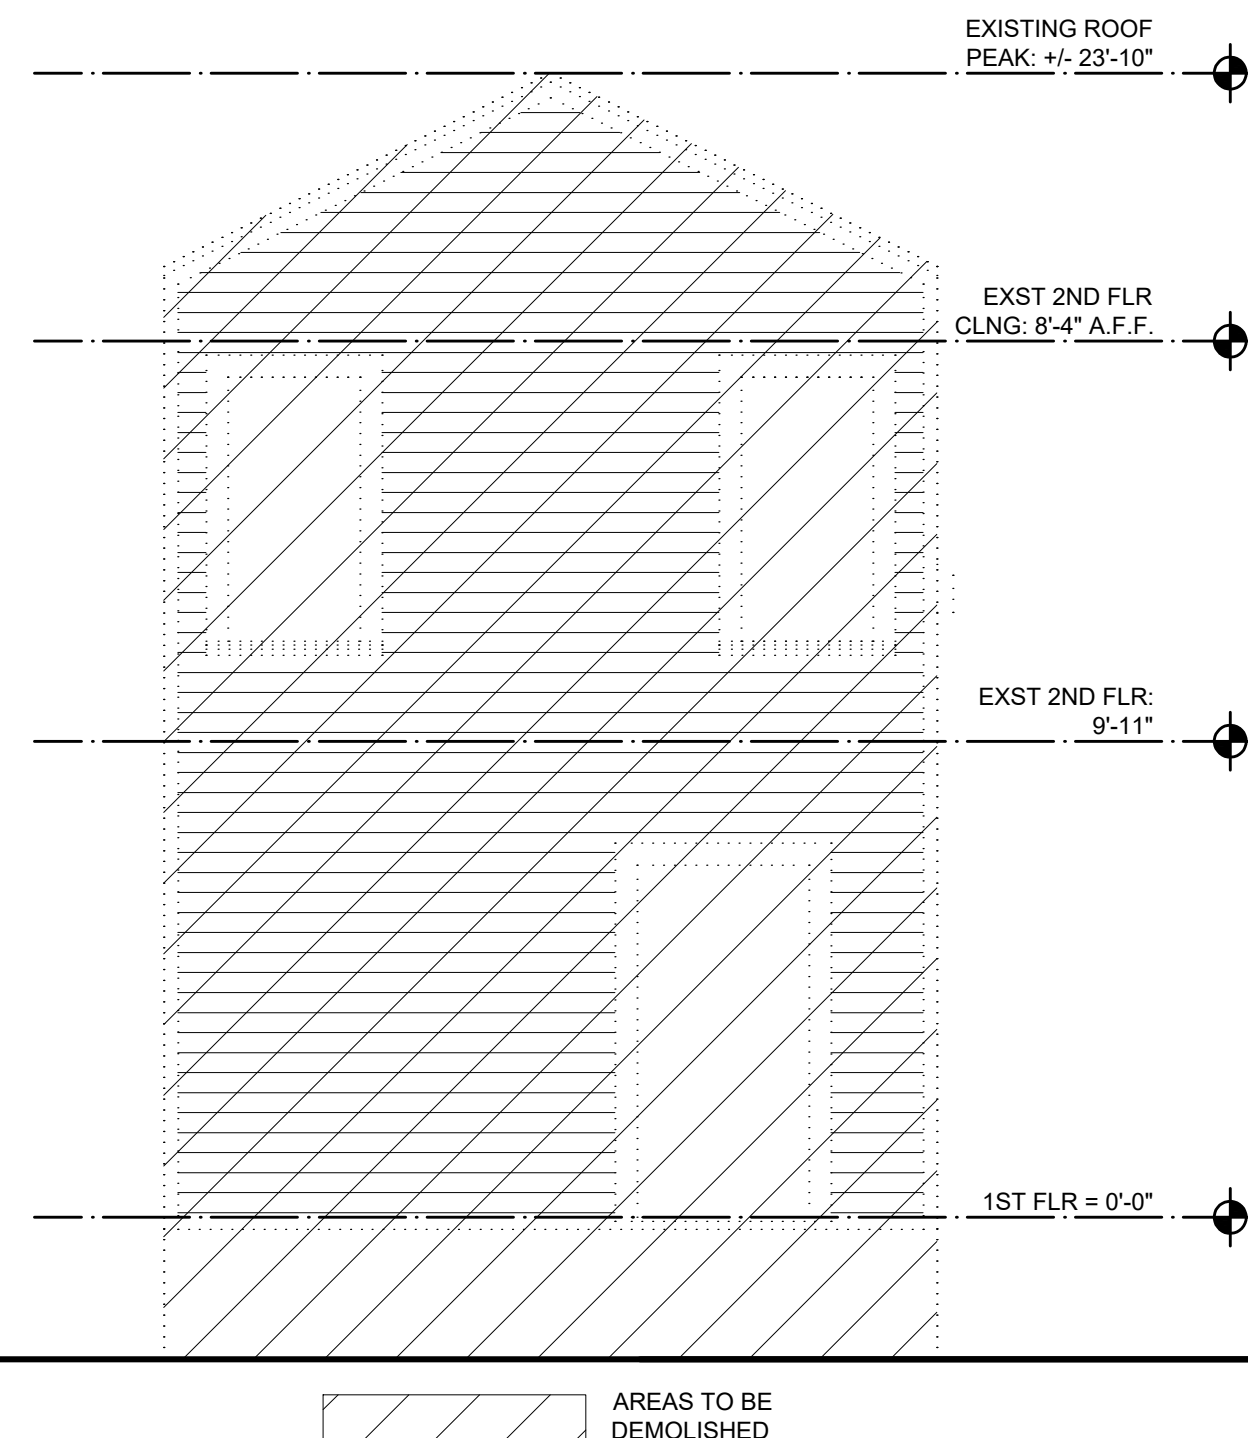 EXISTING ROOF
PEAK: +/- 23'-10"
EXST 2ND FLR
CLNG: 8'-4" A.F.F.
EXST 2ND FLR:
9'-11"
1ST FLR = 0'-0"
AREAS TO BE
DEMOLISHED